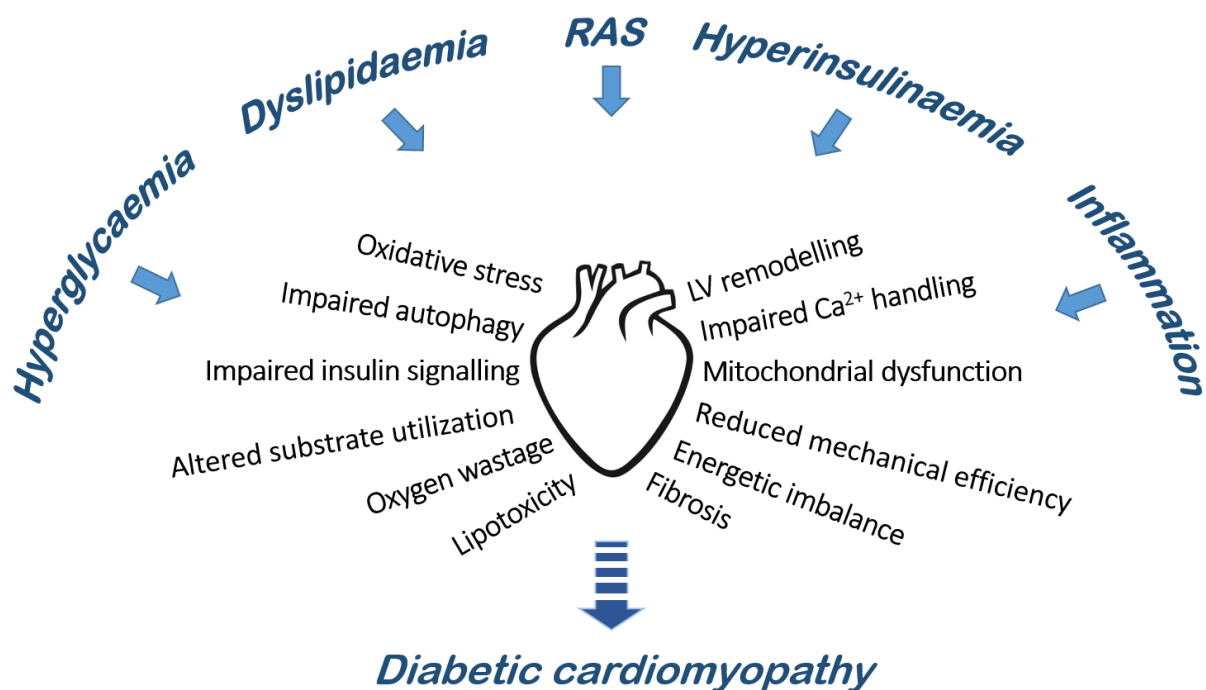 Hyperglycaemia
Dyslipidaemia
RAS
Hyperinsulinaemia
Inflammation
Oxidative stress
Impaired autophagy
Impaired insulin signalling
Altered substrate utilization
Oxygen wastage
Lipotoxicity
LV remodelling
Impaired Ca²⁺ handling
Mitochondrial dysfunction
Reduced mechanical efficiency
Energetic imbalance
Fibrosis
Diabetic cardiomyopathy